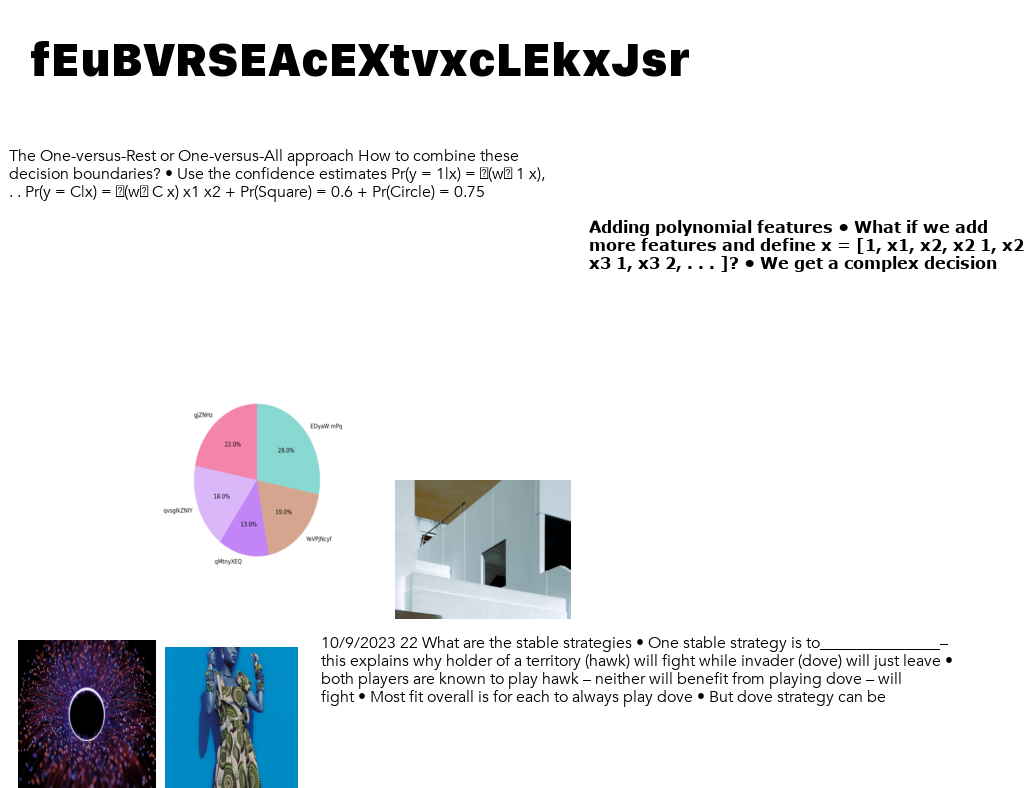 fEuBVRSEAcEXtvxcLEkxJsr
The One-versus-Rest or One-versus-All approach How to combine these
decision boundaries? • Use the confidence estimates Pr(y = 1|x) = (w 1 x),
. . Pr(y = C|x) = (w C x) x1 x2 + Pr(Square) = 0.6 + Pr(Circle) = 0.75
Adding polynomial features • What if we add
more features and define x = [1, x1, x2, x2 1, x2
x3 1, x3 2, . . . ]? • We get a complex decision
gjZNHz
EDyaW mPq
22.0%
28.0%
18.0%
qvsglkZNIY
19.0%
13.0%
YeVPjNcyf
qMtnyXEQ
10/9/2023 22 What are the stable strategies • One stable strategy is to_______________–
this explains why holder of a territory (hawk) will fight while invader (dove) will just leave •
both players are known to play hawk – neither will benefit from playing dove – will
fight • Most fit overall is for each to always play dove • But dove strategy can be